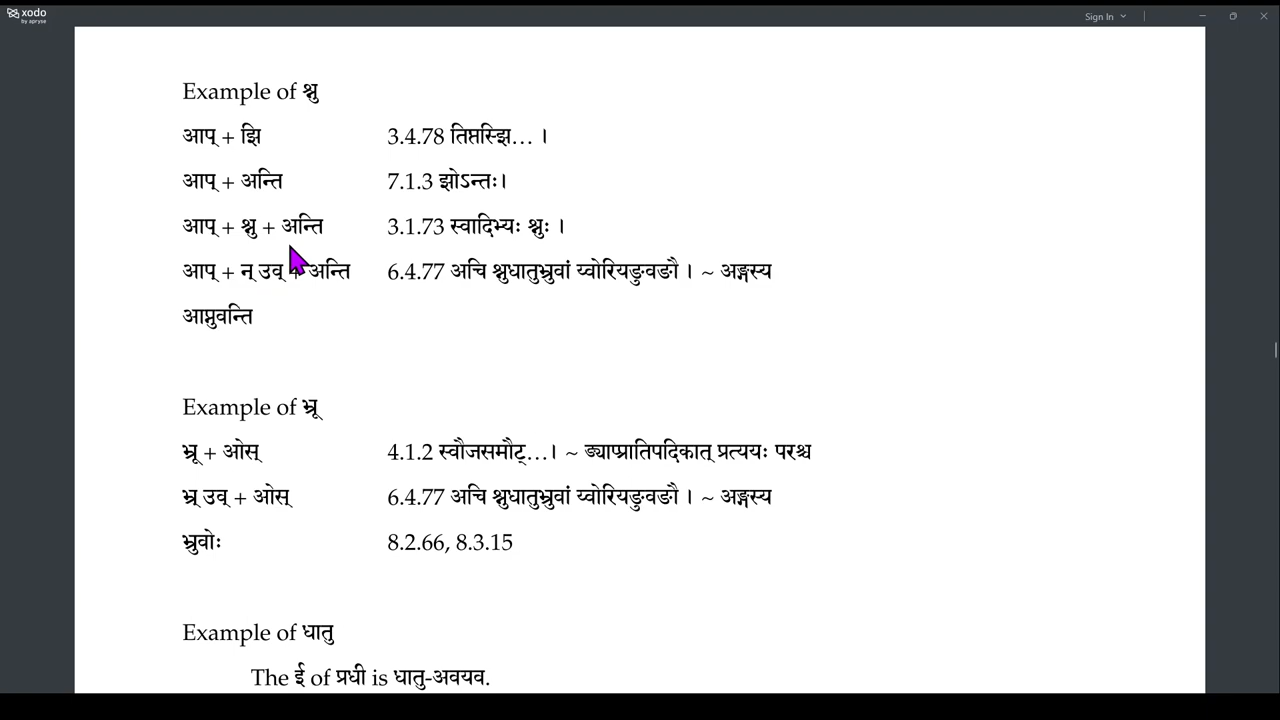 xodo
by apryse
Sign In
Example of श्नु
आप् + झि 3.4.78 तिप्तस्झि… ।
आप् + अन्ति 7.1.3 झोऽन्तः।
आप् + श्नु + अन्ति 3.1.73 स्वादिभ्यः श्नुः ।
आप् + न् उव् + अन्ति 6.4.77 अचि श्नुधातुभ्रुवां य्वोरियङुवङौ । ~ अङ्गस्य
आप्नुवन्ति
Example of भ्रू
भ्रू + ओस् 4.1.2 स्वौजसमौट्…। ~ ङ्याप्प्रातिपदिकात् प्रत्ययः परश्च
भ्र् उव् + ओस् 6.4.77 अचि श्नुधातुभ्रुवां य्वोरियङुवङौ । ~ अङ्गस्य
भ्रुवोः 8.2.66, 8.3.15
Example of धातु
The ई of प्रधी is धातु-अवयव.